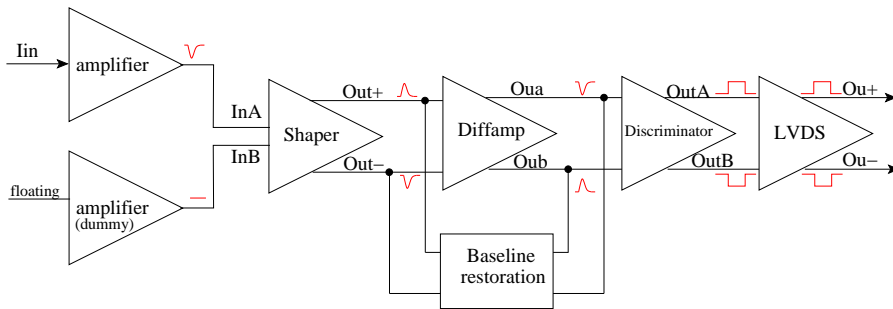 Iin
amplifier
InA
InB
floating
amplifier
(dummy)
Shaper
Out+
Out−
Diffamp
Oua
Oub
Baseline
restoration
Discriminator
OutA
OutB
LVDS
Ou+
Ou−